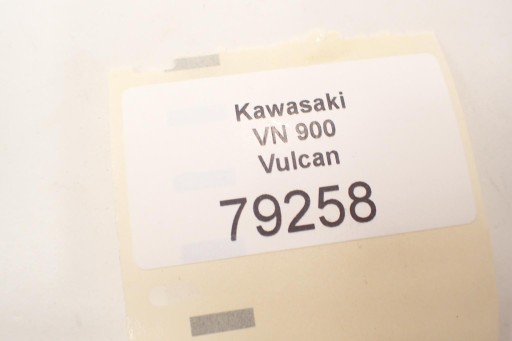 Kawasaki
VN 900
Vulcan
79258